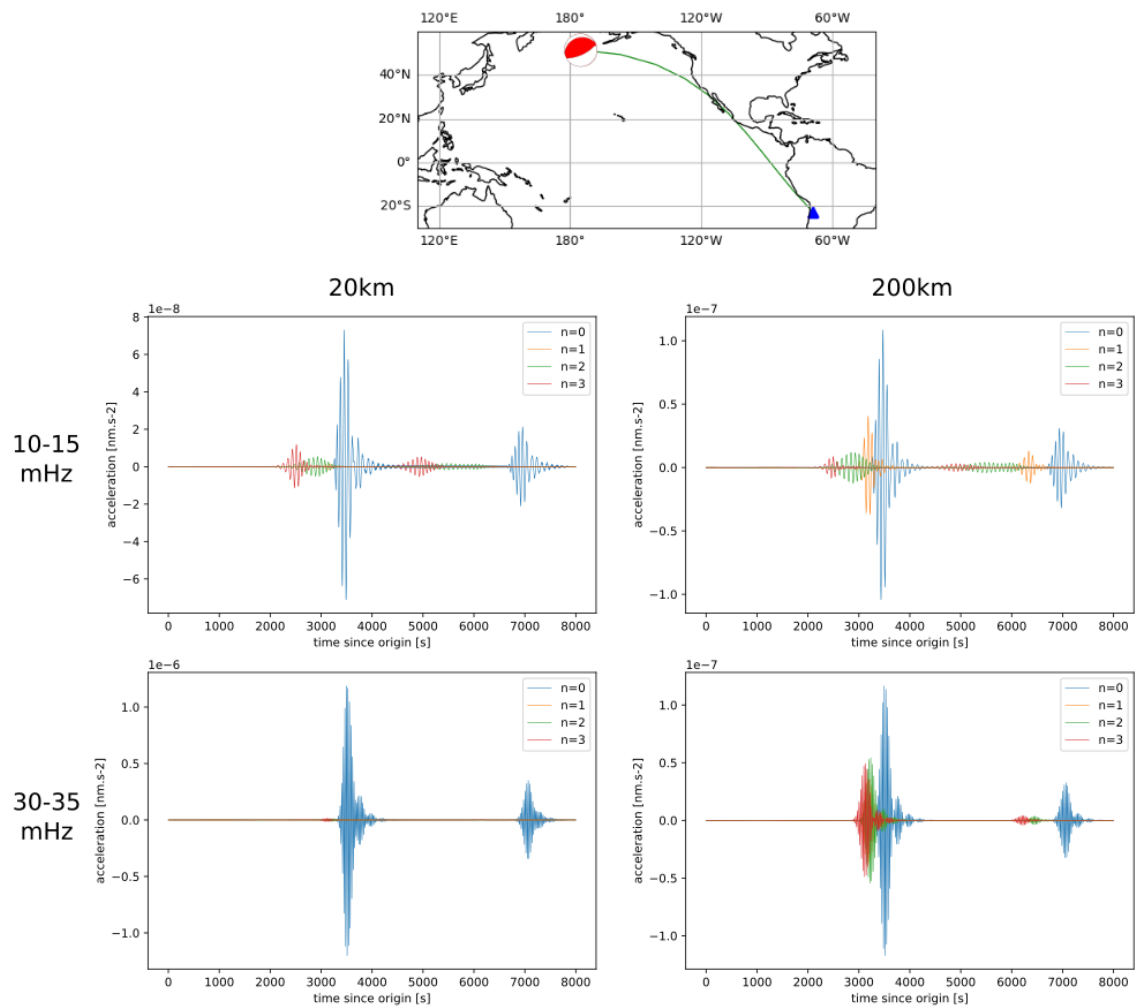 120°E 180° 120°W 60°W
40°N
20°N
0°
20°S
120°E 180° 120°W 60°W
20km 200km
10-15
mHz
1e−8
8
6
4
2
0
−2
−4
−6
acceleration [nm.s-2]
n=0
n=1
n=2
n=3
0 1000 2000 3000 4000 5000 6000 7000 8000
time since origin [s]
1e−7
1.0
0.5
0.0
−0.5
−1.0
acceleration [nm.s-2]
n=0
n=1
n=2
n=3
0 1000 2000 3000 4000 5000 6000 7000 8000
time since origin [s]
30-35
mHz
1e−6
1.0
0.5
0.0
−0.5
−1.0
acceleration [nm.s-2]
n=0
n=1
n=2
n=3
0 1000 2000 3000 4000 5000 6000 7000 8000
time since origin [s]
1e−7
1.0
0.5
0.0
−0.5
−1.0
acceleration [nm.s-2]
n=0
n=1
n=2
n=3
0 1000 2000 3000 4000 5000 6000 7000 8000
time since origin [s]